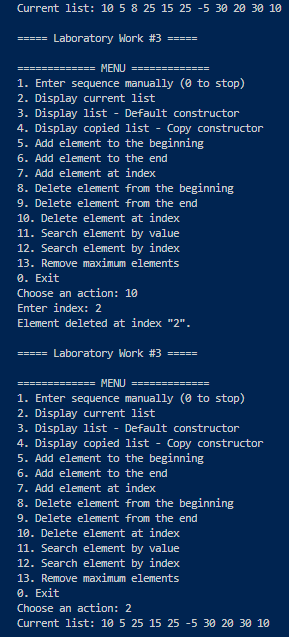 Current list: 10 5 8 25 15 25 -5 30 20 30 10
===== Laboratory Work #3 =====
============= MENU =============
1. Enter sequence manually (0 to stop)
2. Display current list
3. Display list - Default constructor
4. Display copied list - Copy constructor
5. Add element to the beginning
6. Add element to the end
7. Add element at index
8. Delete element from the beginning
9. Delete element from the end
10. Delete element at index
11. Search element by value
12. Search element by index
13. Remove maximum elements
0. Exit
Choose an action: 10
Enter index: 2
Element deleted at index "2".
===== Laboratory Work #3 =====
============= MENU =============
1. Enter sequence manually (0 to stop)
2. Display current list
3. Display list - Default constructor
4. Display copied list - Copy constructor
5. Add element to the beginning
6. Add element to the end
7. Add element at index
8. Delete element from the beginning
9. Delete element from the end
10. Delete element at index
11. Search element by value
12. Search element by index
13. Remove maximum elements
0. Exit
Choose an action: 2
Current list: 10 5 25 15 25 -5 30 20 30 10